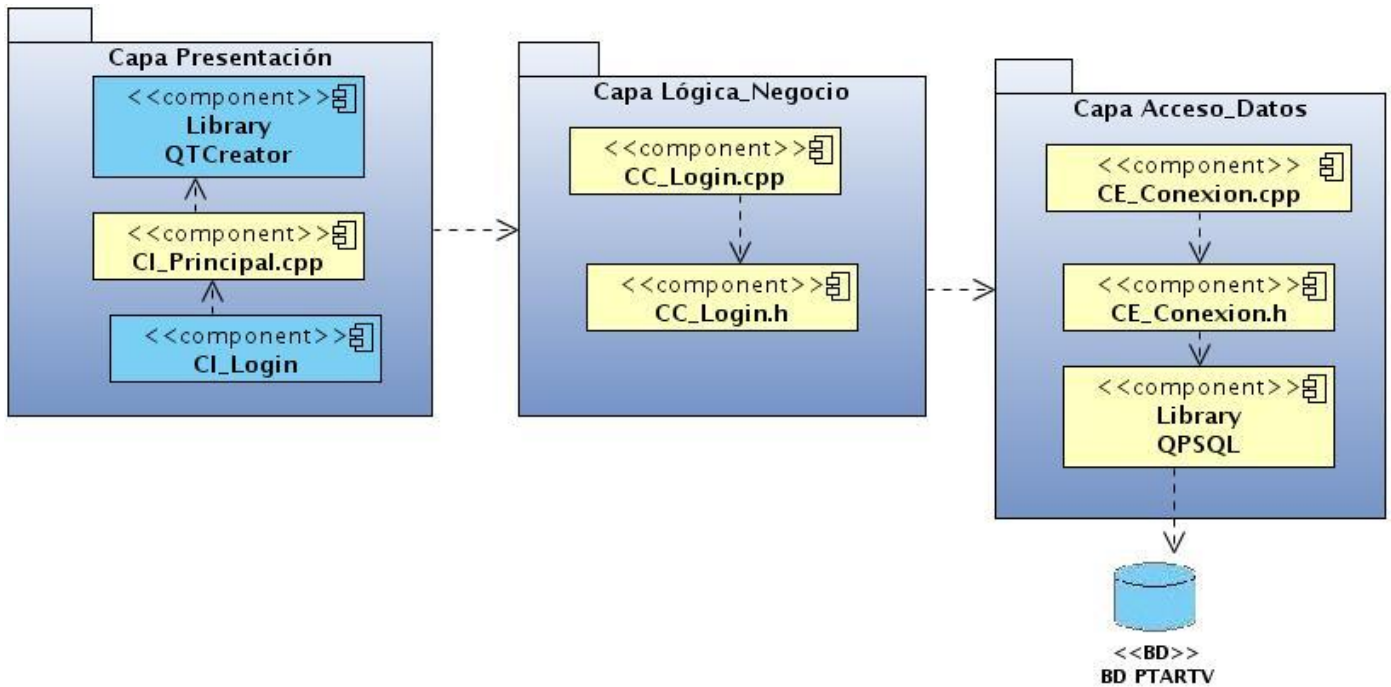 Capa Presentación
<<component>>
Library
QTCreator
<<component>>
CI_Principal.cpp
<<component>>
CI_Login
Capa Lógica_Negocio
<<component>>
CC_Login.cpp
<<component>>
CC_Login.h
Capa Acceso_Datos
<<component>>
CE_Conexion.cpp
<<component>>
CE_Conexion.h
<<component>>
Library
QPSQL
<<BD>>
BD PTARTV